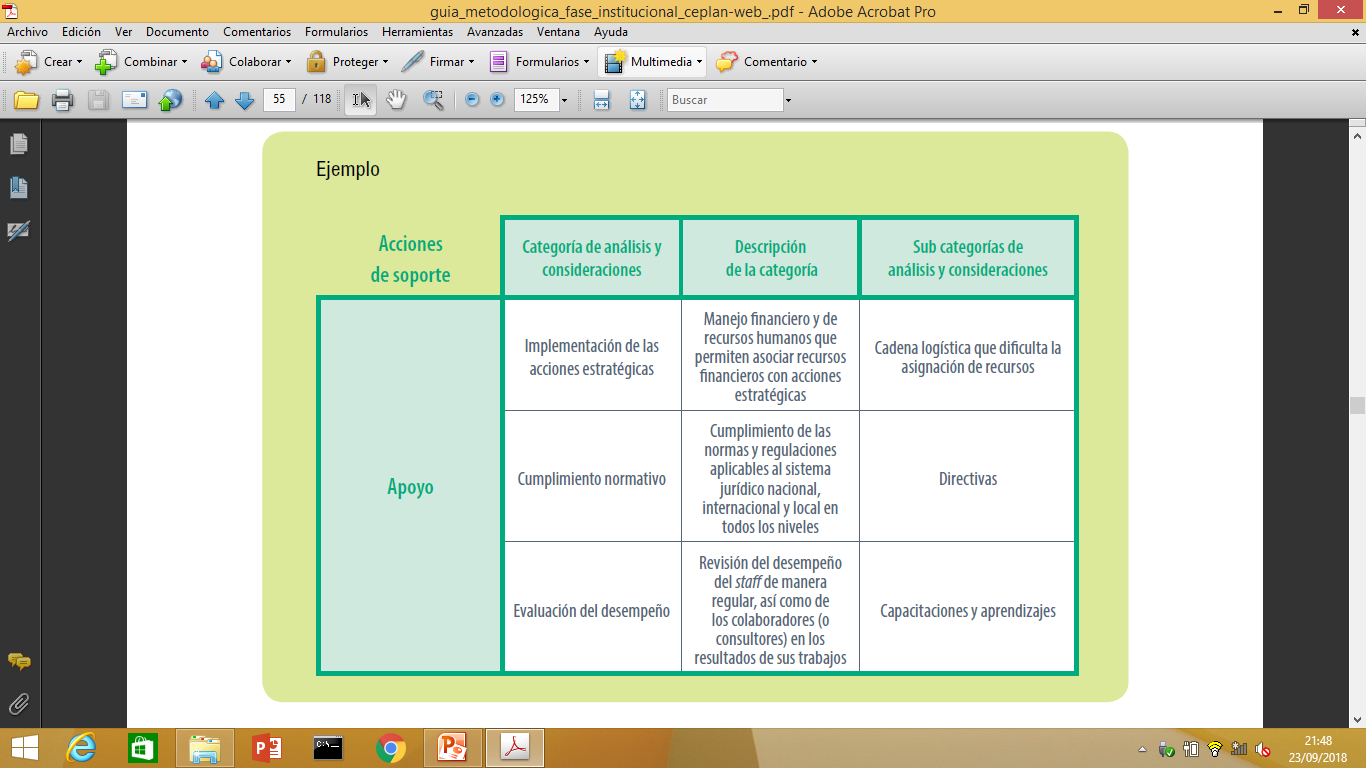 guia_metodologica_fase_institucional_ceplan-web_.pdf - Adobe Acrobat Pro
Archivo Edición Ver Documento Comentarios Formularios Herramientas Avanzadas Ventana Ayuda
Crear Combinar Colaborar Proteger Firmar Formularios Multimedia Comentario
55 / 118 125% Buscar
Ejemplo
Acciones
de soporte
Categoría de análisis y
consideraciones
Descripción
de la categoría
Sub categorías de
análisis y consideraciones
Apoyo
Implementación de las
acciones estratégicas
Manejo financiero y de
recursos humanos que
permiten asociar recursos
financieros con acciones
estratégicas
Cadena logística que dificulta la
asignación de recursos
Cumplimiento normativo
Cumplimiento de las
normas y regulaciones
aplicables al sistema
jurídico nacional,
internacional y local en
todos los niveles
Directivas
Evaluación del desempeño
Revisión del desempeño
del staff de manera
regular, así como de
los colaboradores (o
consultores) en los
resultados de sus trabajos
Capacitaciones y aprendizajes
21:48
23/09/2018